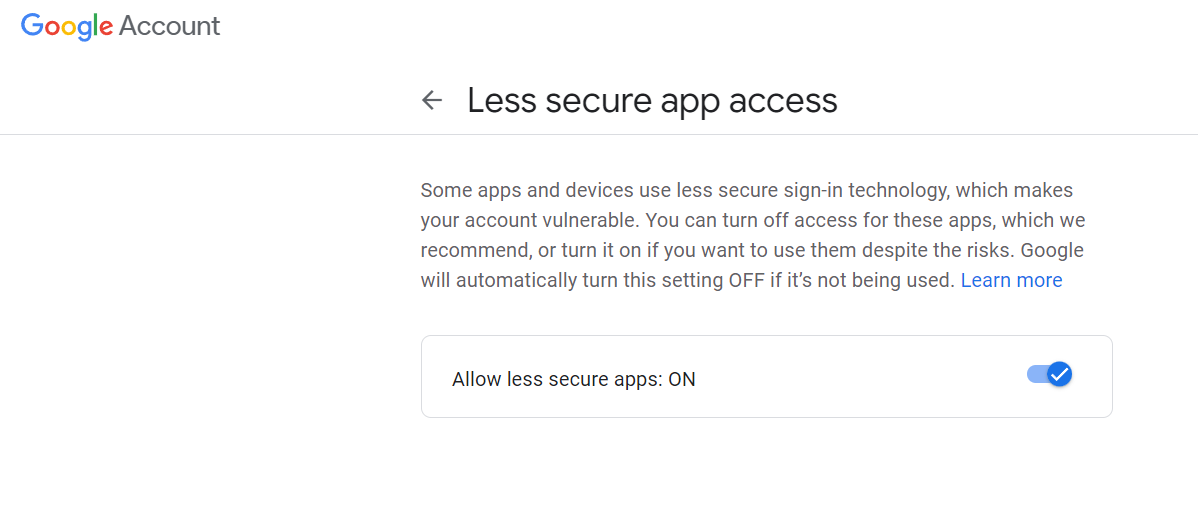 Google Account
Less secure app access
Some apps and devices use less secure sign-in technology, which makes
your account vulnerable. You can turn off access for these apps, which we
recommend, or turn it on if you want to use them despite the risks. Google
will automatically turn this setting OFF if it’s not being used. Learn more
Allow less secure apps: ON